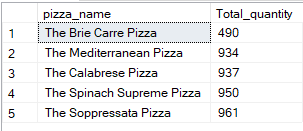 pizza_name Total_quantity
1 The Brie Carre Pizza 490
2 The Mediterranean Pizza 934
3 The Calabrese Pizza 937
4 The Spinach Supreme Pizza 950
5 The Soppressata Pizza 961